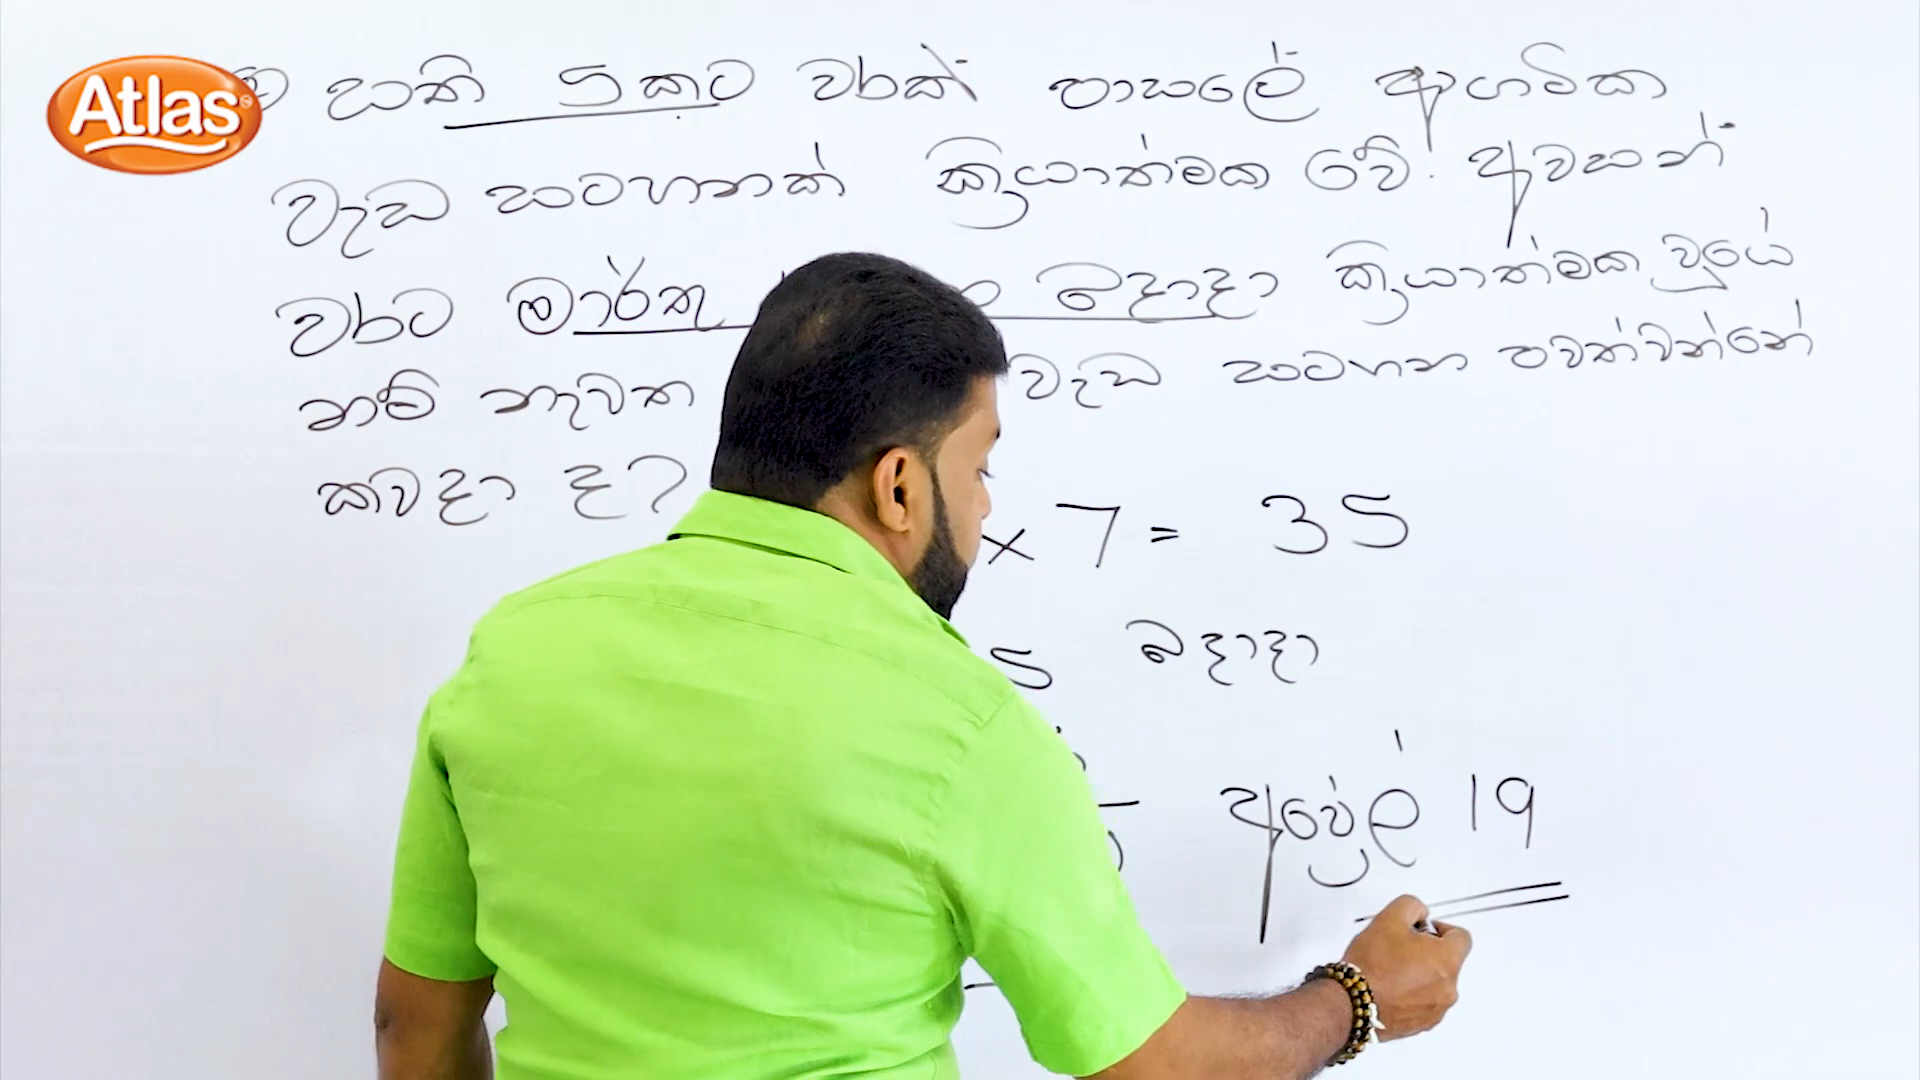 Atlas
සති 5කට වරක් පාසලේ ආගමික
වැඩ සටහනක් ක්‍රියාත්මක වේ. අවසන්
වරට මාර්තු බදාදා ක්‍රියාත්මක වූයේ
නම් නැවත වැඩ සටහන පවත්වන්නේ
කවදා ද?
× 7 = 35
5 බදාදා
අප්‍රේල් 19